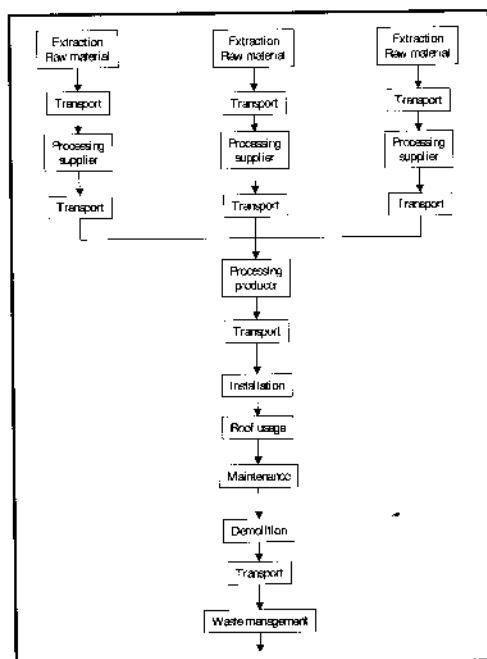 Extraction
Raw material
Extraction
Raw material
Extraction
Raw material
Transport
Transport
Transport
Processing
supplier
Processing
supplier
Processing
supplier
Transport
Transport
Transport
Processing
producer
Transport
Installation
Roof usage
Maintenance
Demolition
Transport
Waste management